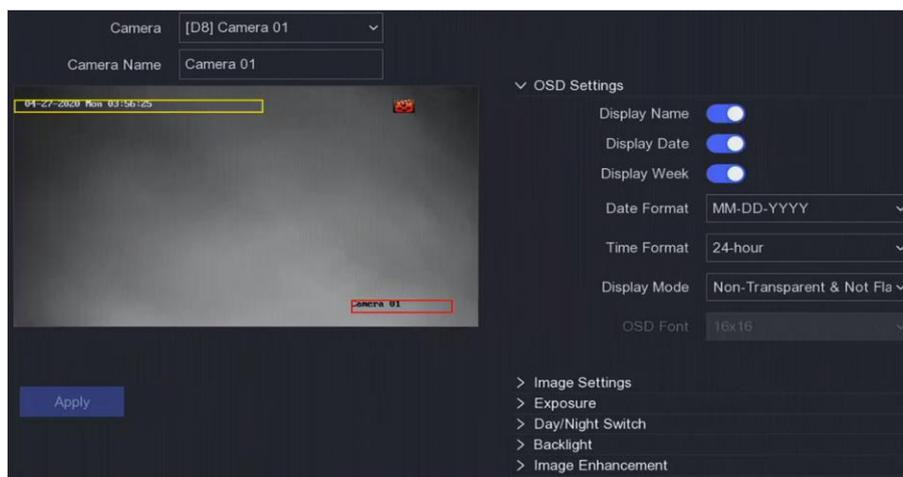 Camera [D8] Camera 01
Camera Name Camera 01
04-27-2020 Mon 03:56:25
Camera 01
Apply
OSD Settings
Display Name
Display Date
Display Week
Date Format MM-DD-YYYY
Time Format 24-hour
Display Mode Non-Transparent & Not Fla
OSD Font 16x16
Image Settings
Exposure
Day/Night Switch
Backlight
Image Enhancement